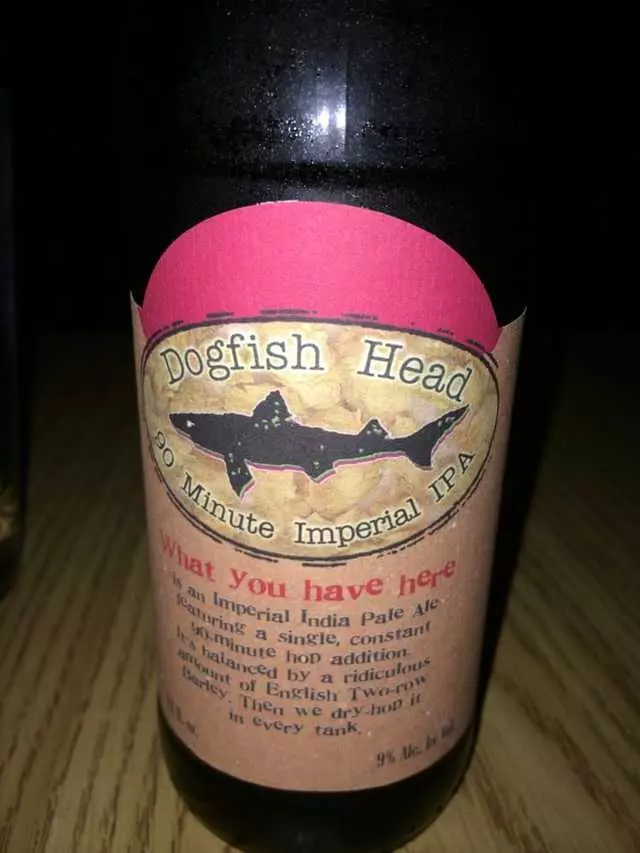 Dogfish Head
90 Minute Imperial IPA
What you have here
is an Imperial India Pale Ale
featuring a single, constant
90.minute hop addition.
It's balanced by a ridiculous
amount of English Two-row
Barley. Then we dry-hop it
in every tank.
9% Alc. by Vol.